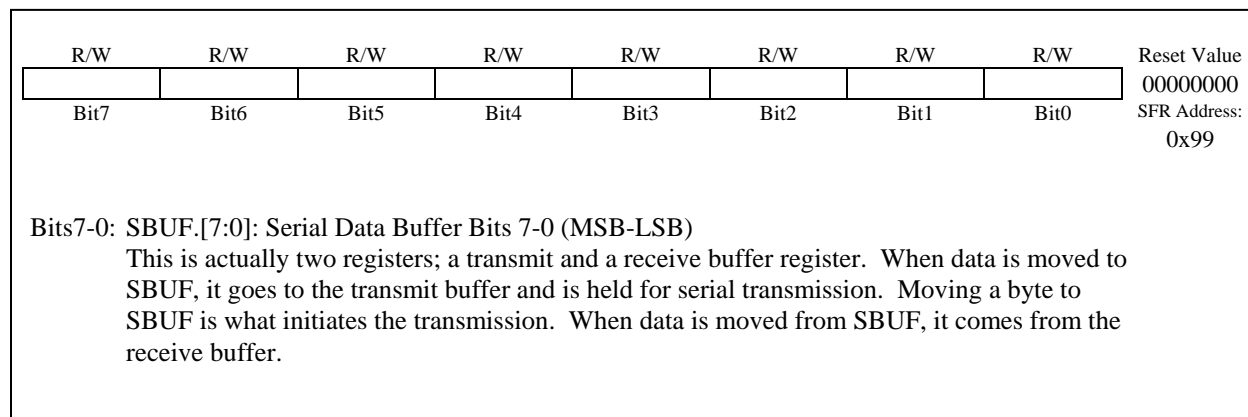 R/W R/W R/W R/W R/W R/W R/W R/W Reset Value
00000000
Bit7 Bit6 Bit5 Bit4 Bit3 Bit2 Bit1 Bit0 SFR Address:
0x99
Bits7-0: SBUF.[7:0]: Serial Data Buffer Bits 7-0 (MSB-LSB)
This is actually two registers; a transmit and a receive buffer register. When data is moved to
SBUF, it goes to the transmit buffer and is held for serial transmission. Moving a byte to
SBUF is what initiates the transmission. When data is moved from SBUF, it comes from the
receive buffer.